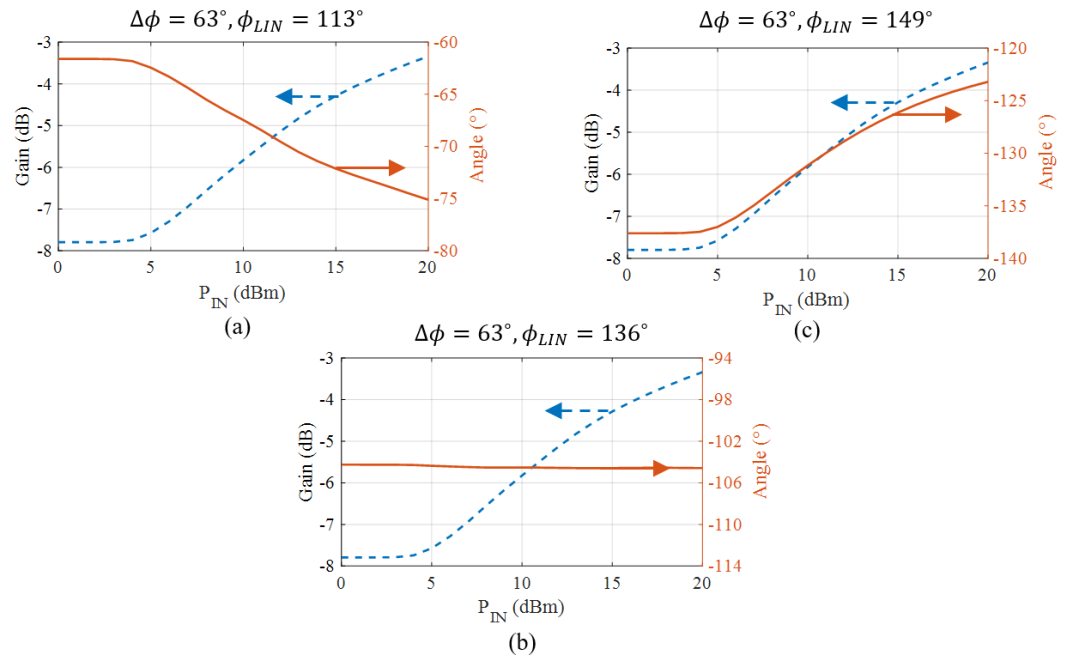 Δϕ = 63°, ϕ_LIN = 113°
-3
-4
-5
-6
-7
-8
Gain (dB)
-60
-65
-70
-75
-80
Angle (°)
0 5 10 15 20
P_IN (dBm)
(a)
Δϕ = 63°, ϕ_LIN = 149°
-3
-4
-5
-6
-7
-8
Gain (dB)
-120
-125
-130
-135
-140
Angle (°)
0 5 10 15 20
P_IN (dBm)
(c)
Δϕ = 63°, ϕ_LIN = 136°
-3
-4
-5
-6
-7
-8
Gain (dB)
-94
-98
-102
-106
-110
-114
Angle (°)
0 5 10 15 20
P_IN (dBm)
(b)